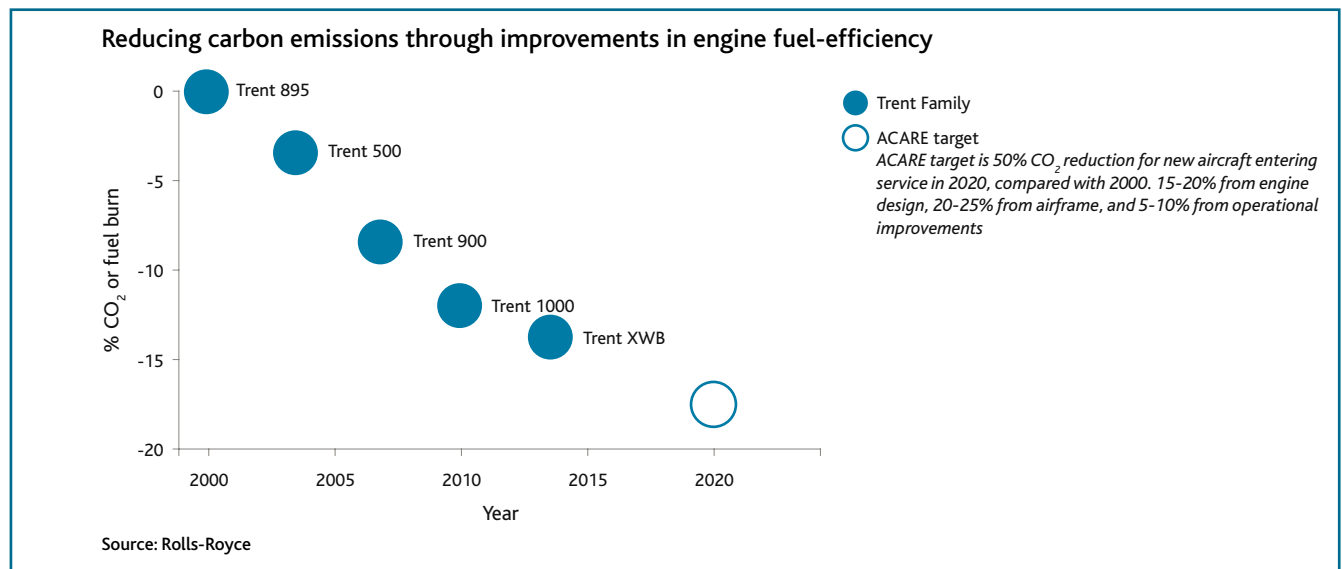 Reducing carbon emissions through improvements in engine fuel-efficiency
% CO₂ or fuel burn
0
-5
-10
-15
-20
Trent 895
Trent 500
Trent 900
Trent 1000
Trent XWB
2000 2005 2010 2015 2020
Year
Trent Family
ACARE target
ACARE target is 50% CO₂ reduction for new aircraft entering
service in 2020, compared with 2000. 15-20% from engine
design, 20-25% from airframe, and 5-10% from operational
improvements
Source: Rolls-Royce